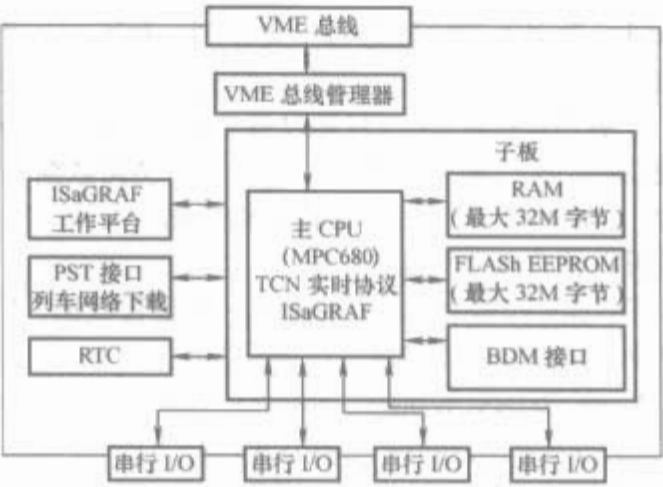 VME 总线
VME 总线管理器
子板
ISaGRAF
工作平台
PST 接口
列车网络下载
RTC
主 CPU
(MPC680)
TCN 实时协议
ISaGRAF
RAM
(最大 32M 字节)
FLASh EEPROM
(最大 32M 字节)
BDM 接口
串行 I/O
串行 I/O
串行 I/O
串行 I/O